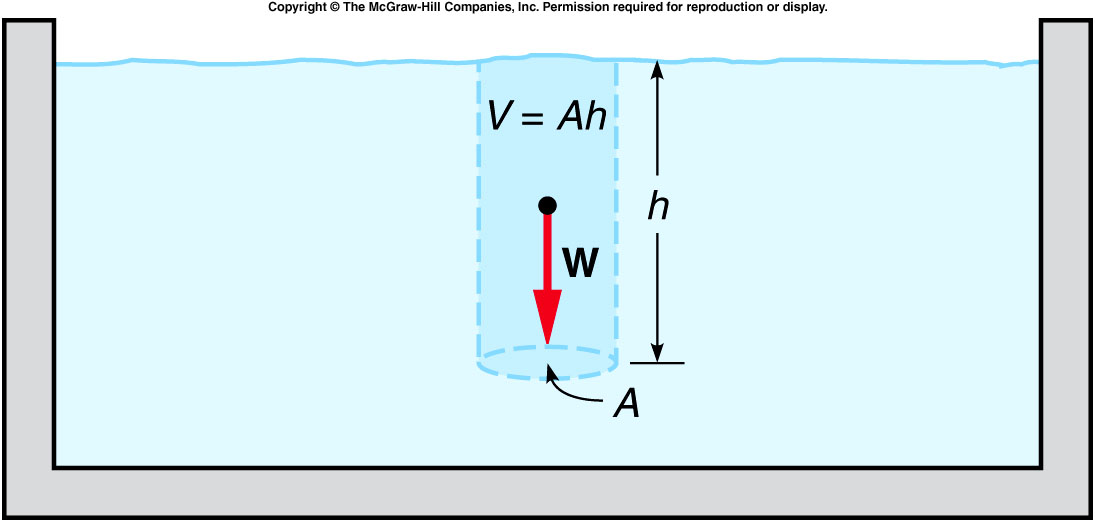 Copyright © The McGraw-Hill Companies, Inc. Permission required for reproduction or display.
V = Ah
h
W
A